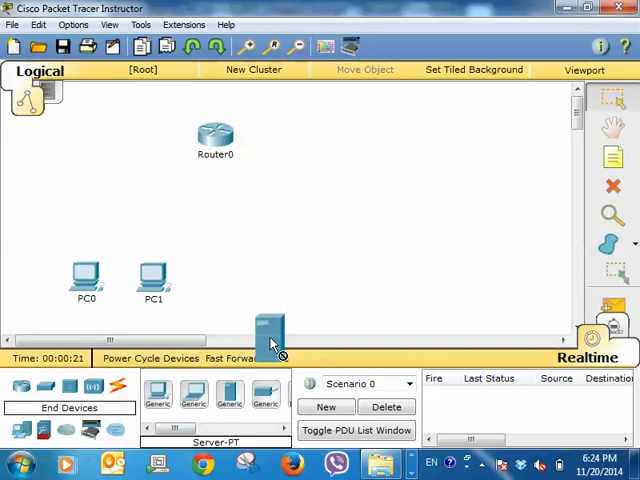 Cisco Packet Tracer Instructor
File Edit Options View Tools Extensions Help
Logical [Root] New Cluster Move Object Set Tiled Background Viewport
Router0
PC0 PC1
Time: 00:00:21 Power Cycle Devices Fast Forwar
Realtime
End Devices
Generic Generic Generic Generic
Server-PT
Scenario 0
New Delete
Toggle PDU List Window
Fire Last Status Source Destination
EN
6:24 PM
11/20/2014